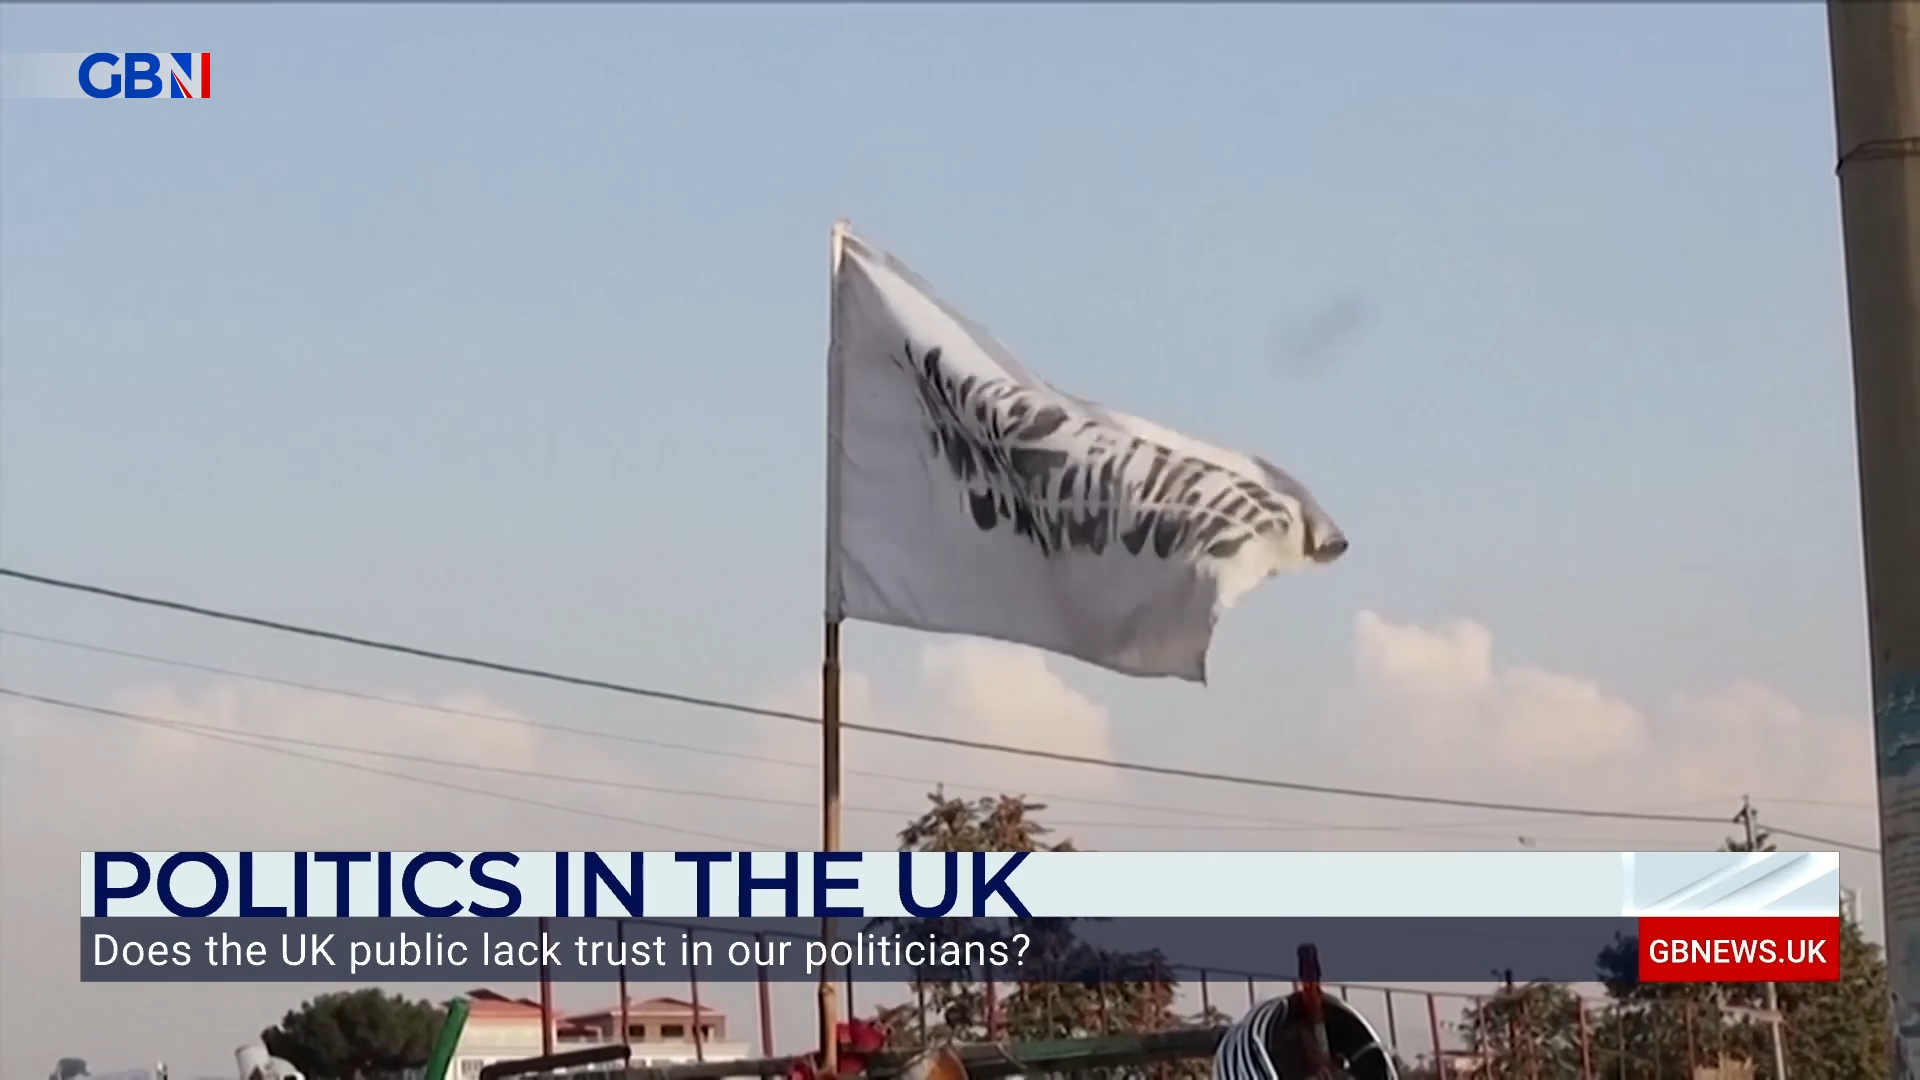 GBN
POLITICS IN THE UK
Does the UK public lack trust in our politicians?
GBNEWS.UK